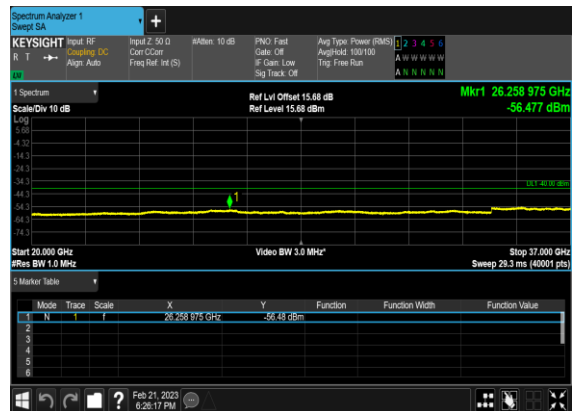 Spectrum Analyzer 1
Swept SA
KEYSIGHT Input: RF Input Z: 50 Ω #Atten: 10 dB PNO: Fast Avg Type: Power (RMS) 1 2 3 4 5 6
R T Coupling: DC Corr CCorr Gate: Off Avg|Hold: 100/100 A W W W W W
Align: Auto Freq Ref: Int (S) IF Gain: Low Trig: Free Run
Sig Track: Off A N N N N N
1 Spectrum
Ref Lvl Offset 15.68 dB Mkr1 26.258 975 GHz
Scale/Div 10 dB Ref Level 15.68 dBm -56.477 dBm
Log
5.68
-4.32
-14.3
-24.3
-34.3
DL1 -40.00 dBm
-44.3
1
-54.3
-64.3
-74.3
Start 20.000 GHz Video BW 3.0 MHz* Stop 37.000 GHz
#Res BW 1.0 MHz Sweep 29.3 ms (40001 pts)
5 Marker Table
Mode Trace Scale X Y Function Function Width Function Value
1 N 1 f 26.258 975 GHz -56.48 dBm
2
3
4
5
6
? Feb 21, 2023
6:26:17 PM